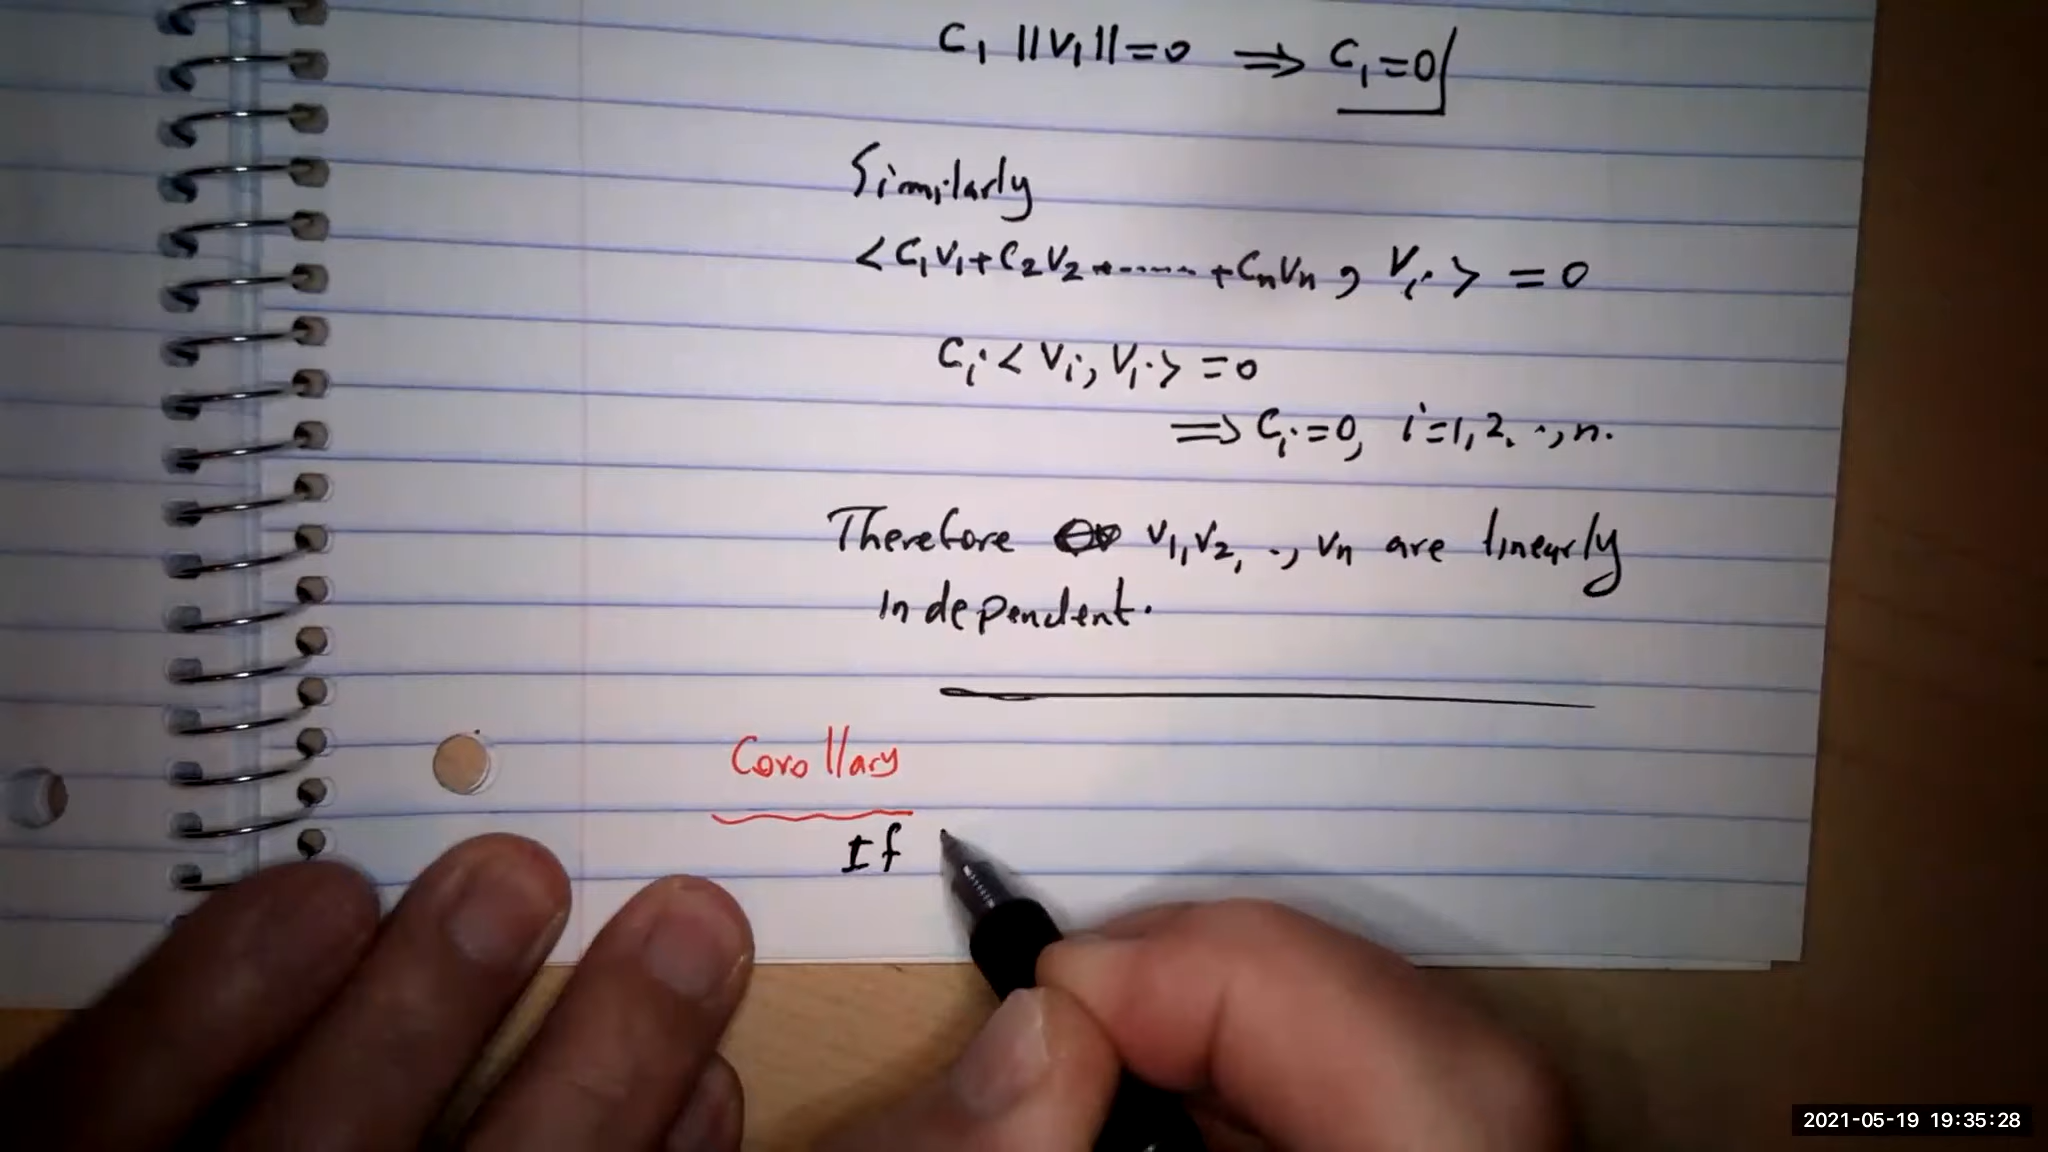 C₁ ||V₁|| = 0 ⟹ C₁ = 0
Similarly
< C₁V₁ + C₂V₂ + ------ + CₙVₙ , Vᵢ > = 0
Cᵢ < Vᵢ, Vᵢ > = 0
⟹ Cᵢ = 0, i = 1, 2, .., n.
Therefore V₁, V₂, .., Vₙ are linearly
independent.
Corollary
If
2021-05-19 19:35:28